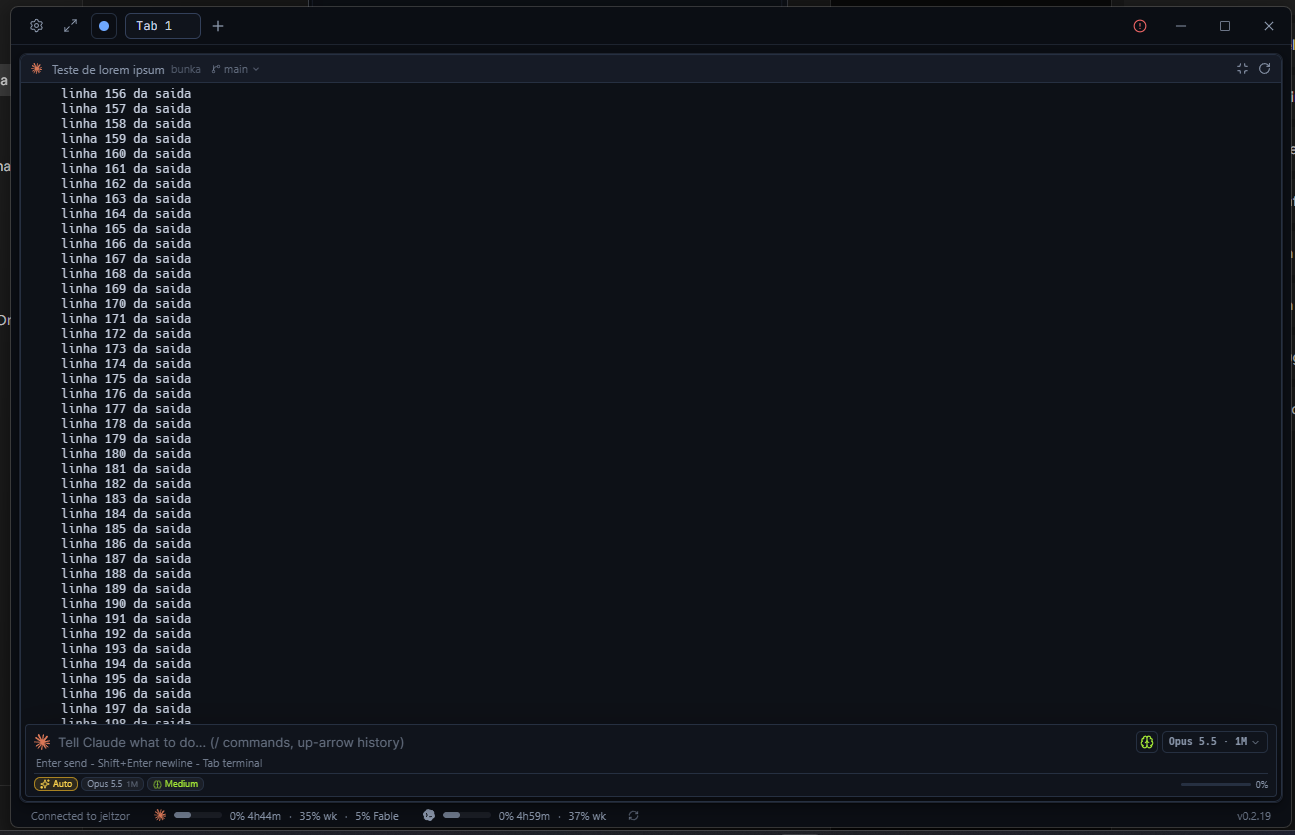 Tab 1
Teste de lorem ipsum bunka main
linha 156 da saida
linha 157 da saida
linha 158 da saida
linha 159 da saida
linha 160 da saida
linha 161 da saida
linha 162 da saida
linha 163 da saida
linha 164 da saida
linha 165 da saida
linha 166 da saida
linha 167 da saida
linha 168 da saida
linha 169 da saida
linha 170 da saida
linha 171 da saida
linha 172 da saida
linha 173 da saida
linha 174 da saida
linha 175 da saida
linha 176 da saida
linha 177 da saida
linha 178 da saida
linha 179 da saida
linha 180 da saida
linha 181 da saida
linha 182 da saida
linha 183 da saida
linha 184 da saida
linha 185 da saida
linha 186 da saida
linha 187 da saida
linha 188 da saida
linha 189 da saida
linha 190 da saida
linha 191 da saida
linha 192 da saida
linha 193 da saida
linha 194 da saida
linha 195 da saida
linha 196 da saida
linha 197 da saida
linha 198 da saida
Tell Claude what to do... (/ commands, up-arrow history) Opus 5.5 · 1M
Enter send - Shift+Enter newline - Tab terminal
Auto Opus 5.5 1M Medium 0%
Connected to jeltzor 0% 4h44m · 35% wk · 5% Fable 0% 4h59m · 37% wk v0.2.19